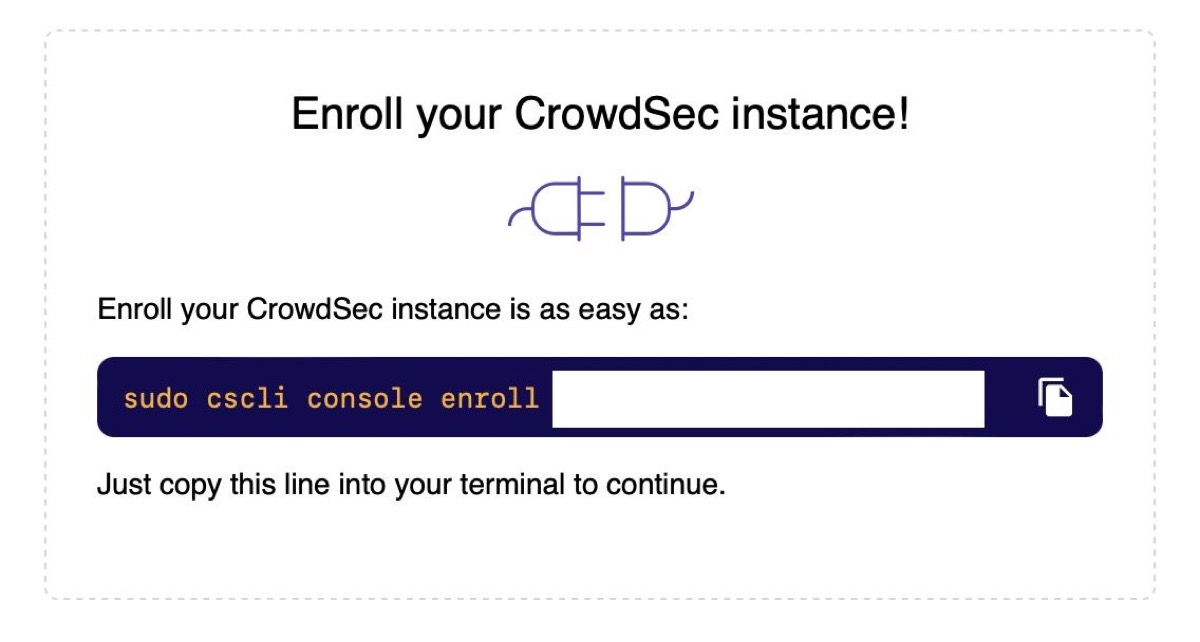 Enroll your CrowdSec instance!
Enroll your CrowdSec instance is as easy as:
sudo cscli console enroll
Just copy this line into your terminal to continue.